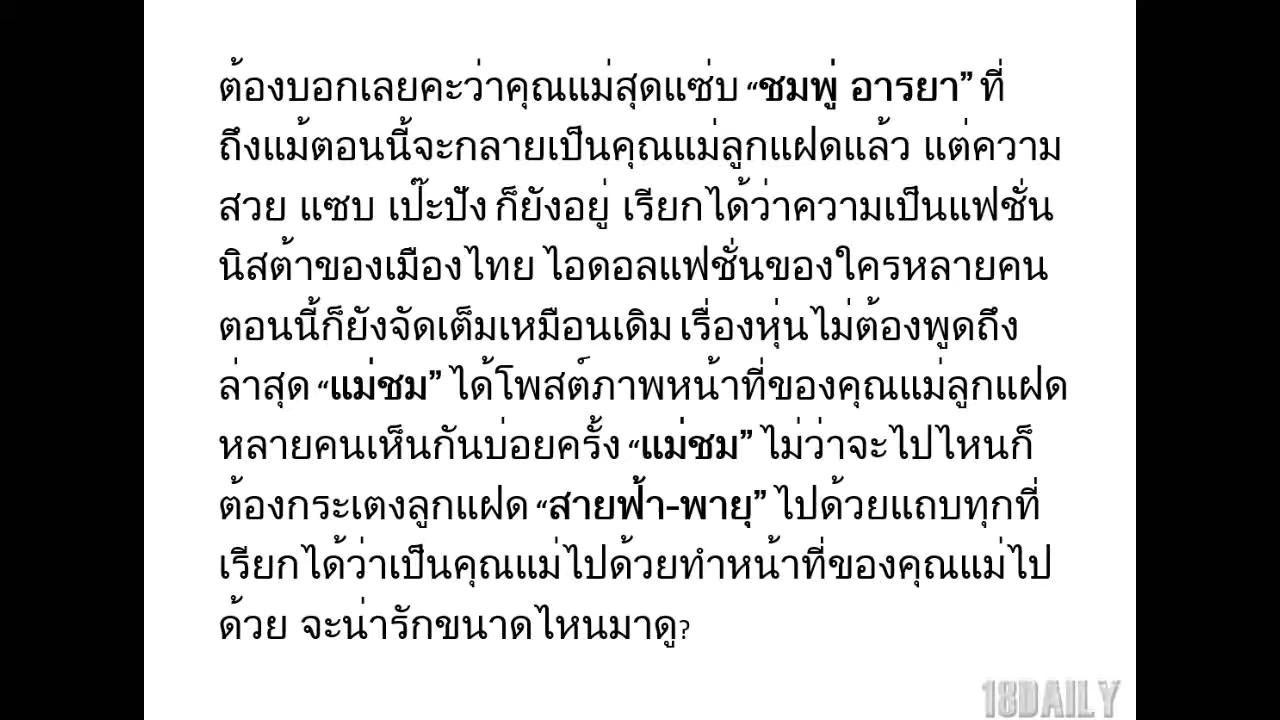 ต้องบอกเลยคะว่าคุณแม่สุดแซ่บ “ชมพู่ อารยา” ที่
ถึงแม้ตอนนี้จะกลายเป็นคุณแม่ลูกแฝดแล้ว แต่ความ
สวย แซบ เป๊ะปัง ก็ยังอยู่ เรียกได้ว่าความเป็นแฟชั่น
นิสต้าของเมืองไทย ไอดอลแฟชั่นของใครหลายคน
ตอนนี้ก็ยังจัดเต็มเหมือนเดิม เรื่องหุ่นไม่ต้องพูดถึง
ล่าสุด “แม่ชม” ได้โพสต์ภาพหน้าที่ของคุณแม่ลูกแฝด
หลายคนเห็นกันบ่อยครั้ง “แม่ชม” ไม่ว่าจะไปไหนก็
ต้องกระเตงลูกแฝด “สายฟ้า-พายุ” ไปด้วยแถบทุกที่
เรียกได้ว่าเป็นคุณแม่ไปด้วยทำหน้าที่ของคุณแม่ไป
ด้วย จะน่ารักขนาดไหนมาดู?
18DAILY